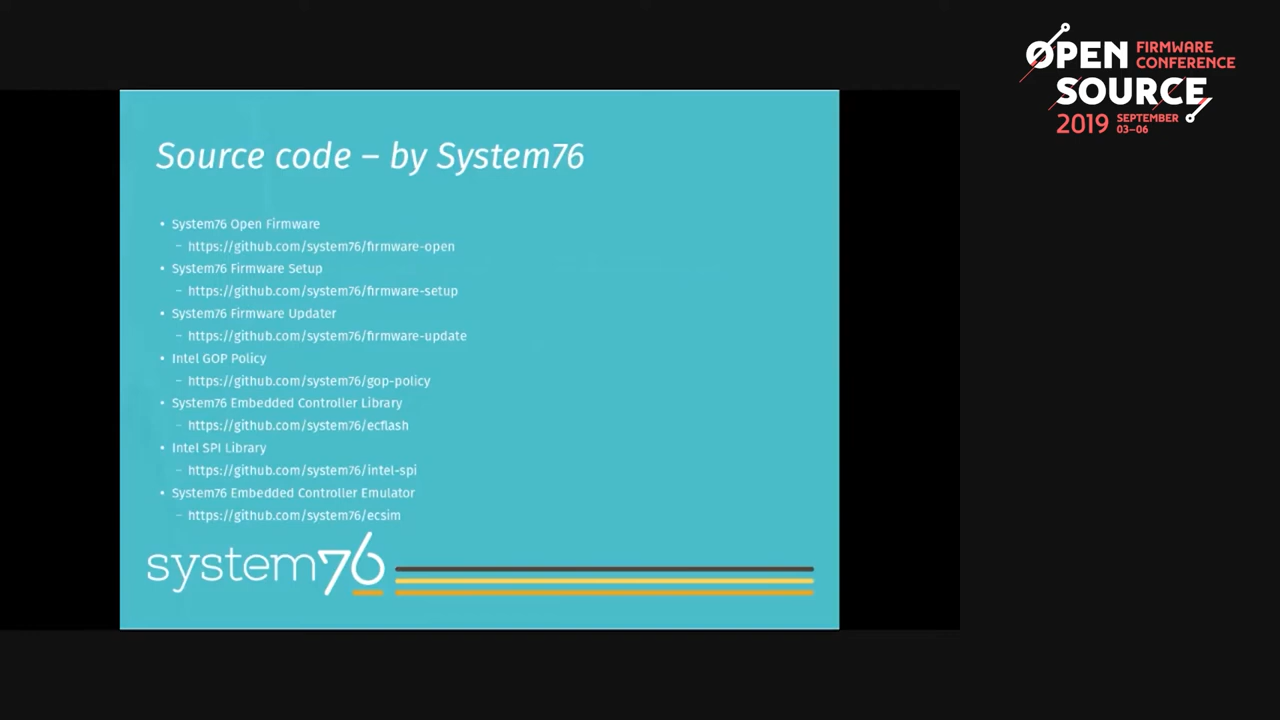 OPEN FIRMWARE CONFERENCE
SOURCE
2019 SEPTEMBER 03–06
Source code – by System76
• System76 Open Firmware
– https://github.com/system76/firmware-open
• System76 Firmware Setup
– https://github.com/system76/firmware-setup
• System76 Firmware Updater
– https://github.com/system76/firmware-update
• Intel GOP Policy
– https://github.com/system76/gop-policy
• System76 Embedded Controller Library
– https://github.com/system76/ecflash
• Intel SPI Library
– https://github.com/system76/intel-spi
• System76 Embedded Controller Emulator
– https://github.com/system76/ecsim
system76